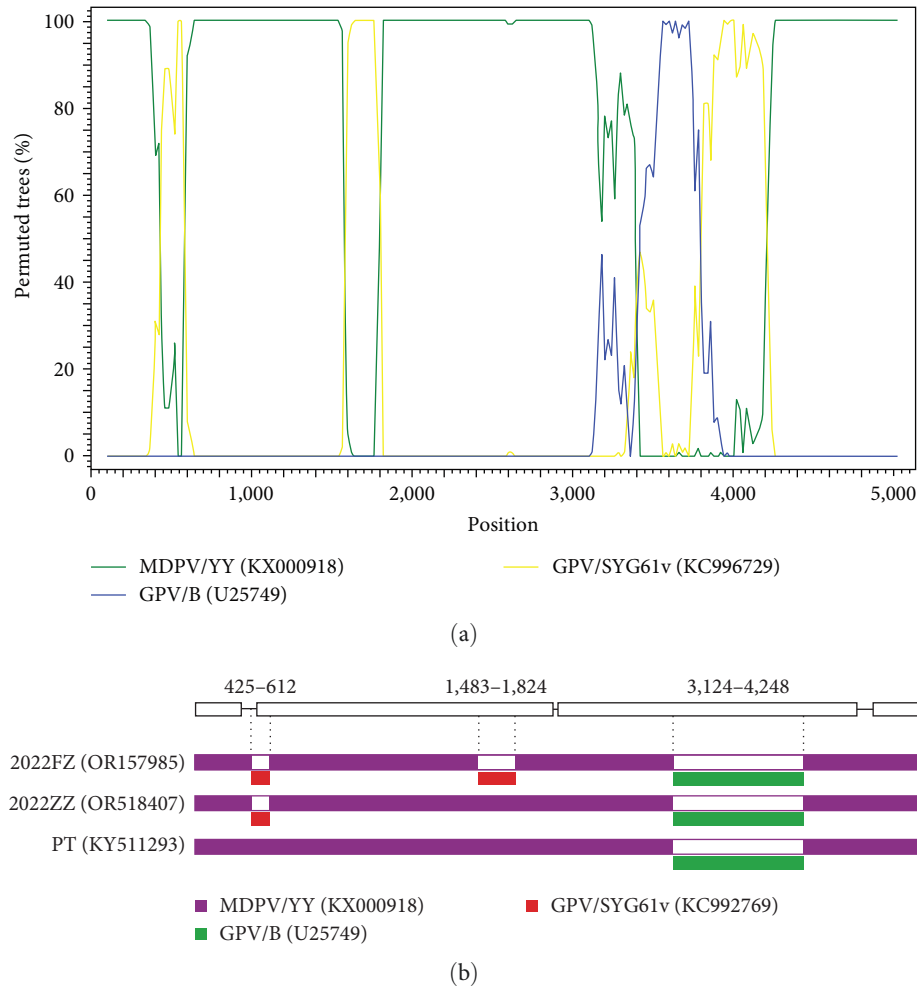 100
80
60
40
20
0
Permuted trees (%)
0 1,000 2,000 3,000 4,000 5,000
Position
MDPV/YY (KX000918) GPV/SYG61v (KC996729)
GPV/B (U25749)
(a)
425–612 1,483–1,824 3,124–4,248
2022FZ (OR157985)
2022ZZ (OR518407)
PT (KY511293)
MDPV/YY (KX000918) GPV/SYG61v (KC992769)
GPV/B (U25749)
(b)